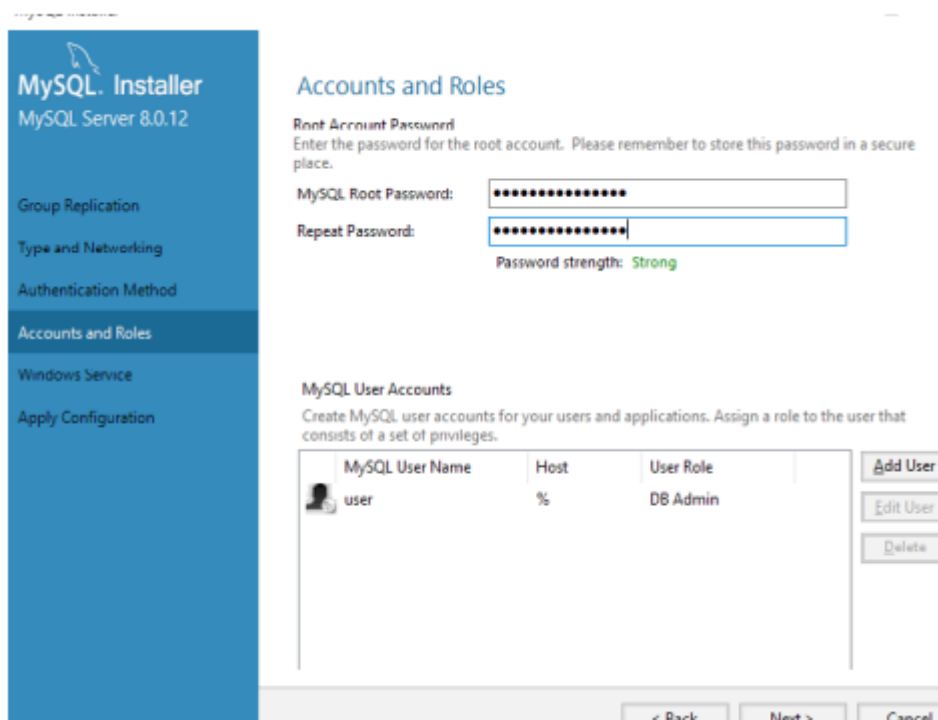 MySQL Installer
MySQL. Installer
MySQL Server 8.0.12
Group Replication
Type and Networking
Authentication Method
Accounts and Roles
Windows Service
Apply Configuration
Accounts and Roles
Root Account Password
Enter the password for the root account. Please remember to store this password in a secure
place.
MySQL Root Password: •••••••••••••••
Repeat Password: •••••••••••••••
Password strength: Strong
MySQL User Accounts
Create MySQL user accounts for your users and applications. Assign a role to the user that
consists of a set of privileges.
MySQL User Name Host User Role
user % DB Admin
Add User
Edit User
Delete
< Back Next > Cancel